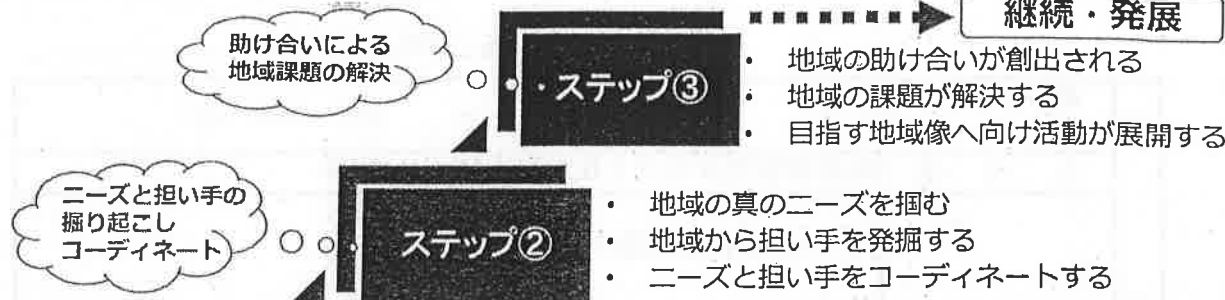 継続・発展
助け合いによる
地域課題の解決
・ステップ③
・ 地域の助け合いが創出される
・ 地域の課題が解決する
・ 目指す地域像へ向け活動が展開する
ニーズと担い手の
掘り起こし
コーディネート
ステップ②
・ 地域の真のニーズを掴む
・ 地域から担い手を発掘する
・ ニーズと担い手をコーディネートする